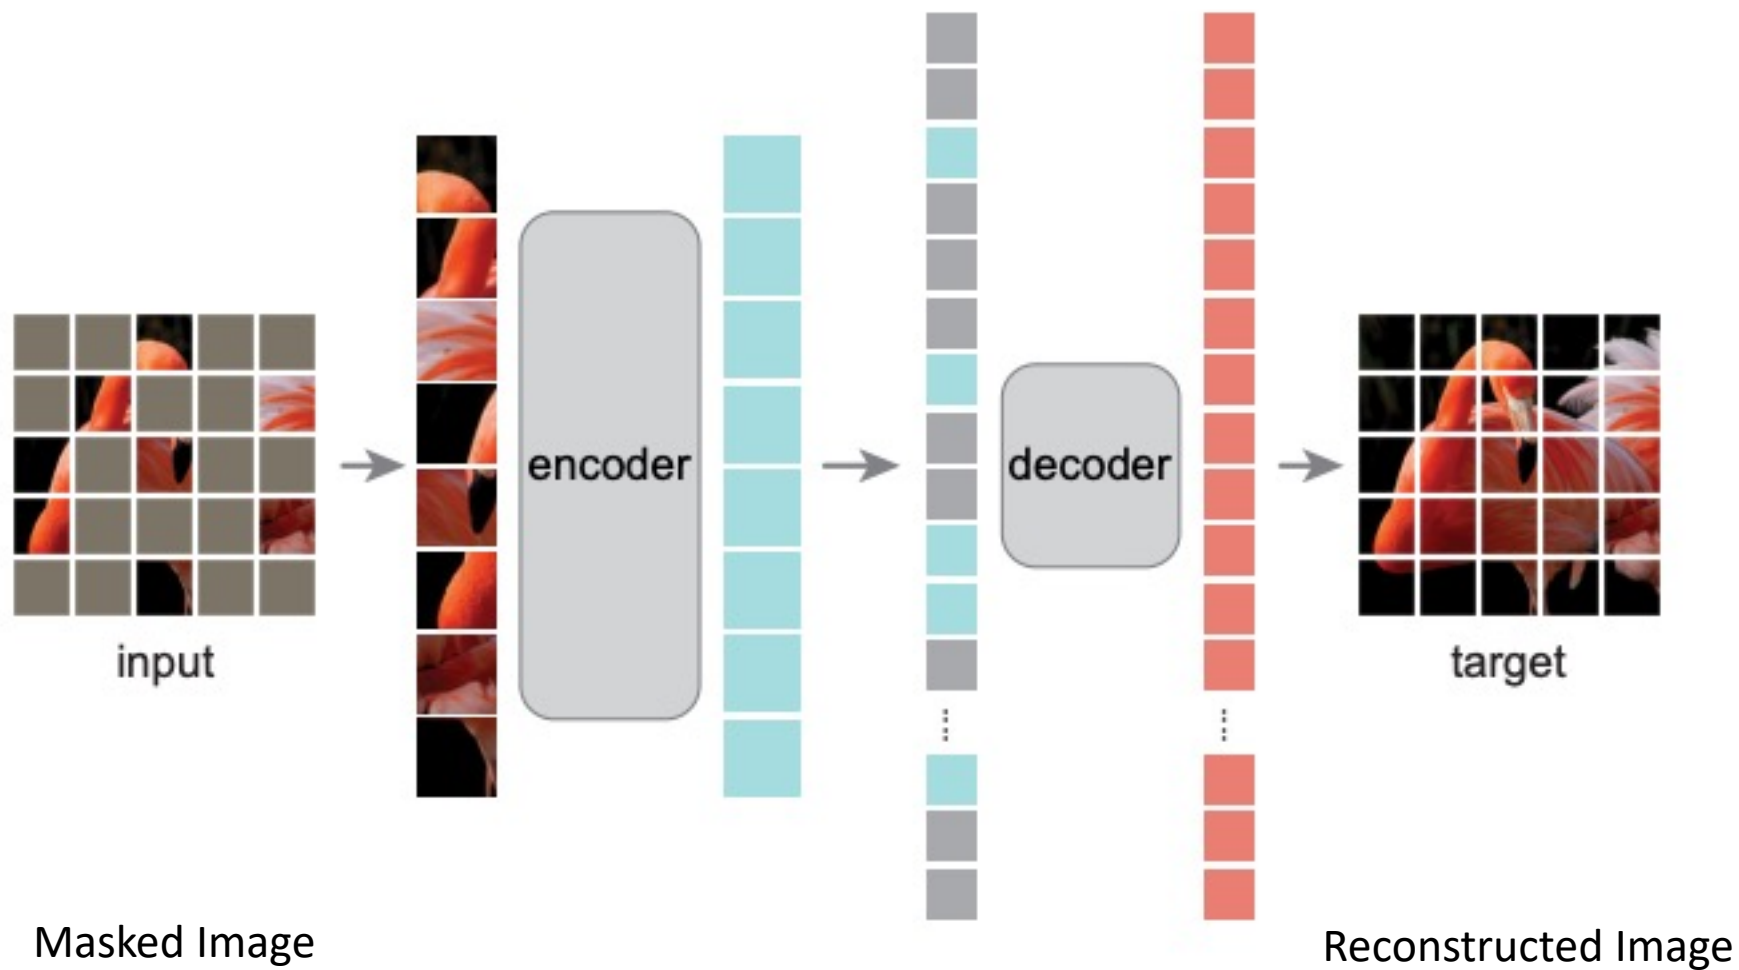 input
encoder
decoder
target
Masked Image
Reconstructed Image